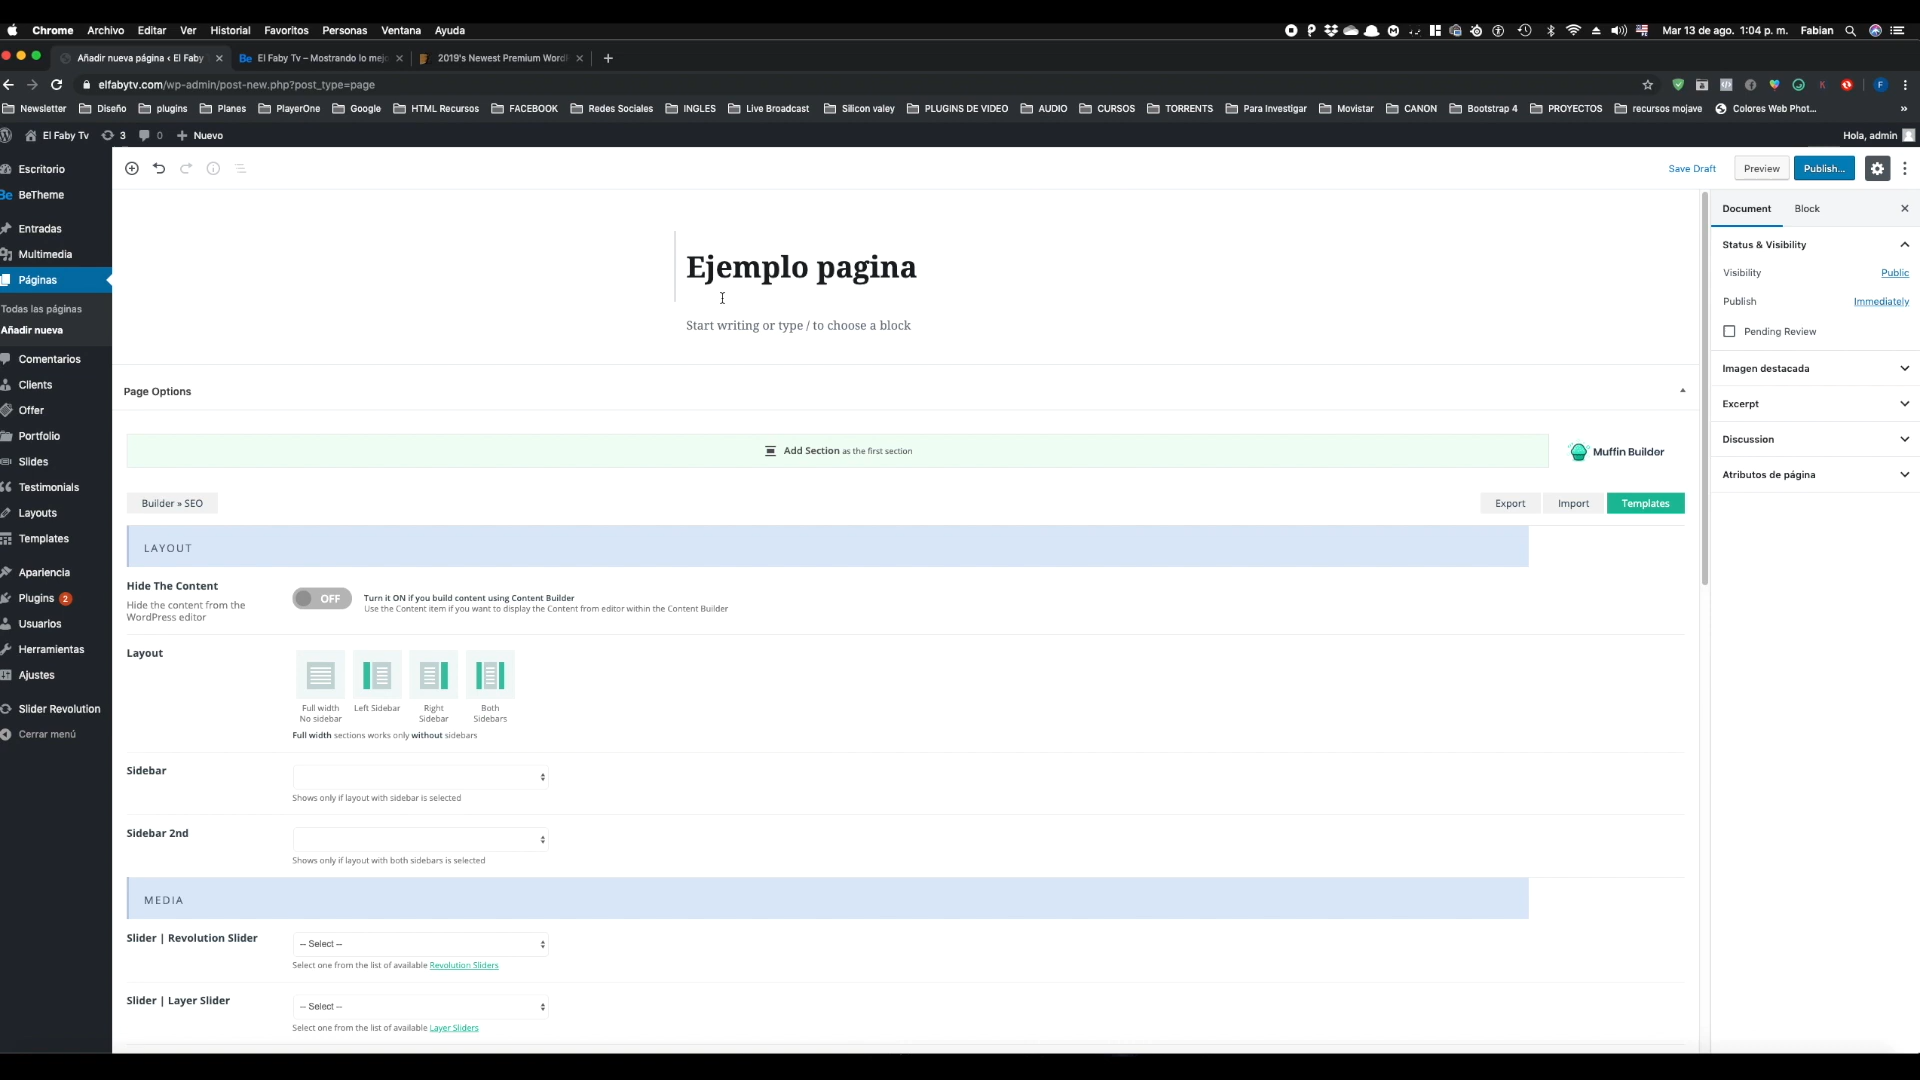 Chrome Archivo Editar Ver Historial Favoritos Personas Ventana Ayuda
Mar 13 de ago. 1:04 p. m. Fabian
Añadir nueva página ‹ El Faby
El Faby Tv – Mostrando lo mejo
2019's Newest Premium WordP
elfabytv.com/wp-admin/post-new.php?post_type=page
Newsletter Diseño plugins Planes PlayerOne Google HTML Recursos FACEBOOK Redes Sociales INGLES Live Broadcast Silicon valey PLUGINS DE VIDEO AUDIO CURSOS TORRENTS Para Investigar Movistar CANON Bootstrap 4 PROYECTOS recursos mojave Colores Web Phot... »
El Faby Tv 3 0 + Nuevo
Hola, admin
Escritorio
BeTheme
Entradas
Multimedia
Páginas
Todas las páginas
Añadir nueva
Comentarios
Clients
Offer
Portfolio
Slides
Testimonials
Layouts
Templates
Apariencia
Plugins 2
Usuarios
Herramientas
Ajustes
Slider Revolution
Cerrar menú
Save Draft Preview Publish...
Ejemplo pagina
Start writing or type / to choose a block
Page Options
Add Section as the first section
Muffin Builder
Builder » SEO
Export Import Templates
LAYOUT
Hide The Content
Hide the content from the
WordPress editor
OFF
Turn it ON if you build content using Content Builder
Use the Content item if you want to display the Content from editor within the Content Builder
Layout
Full width
No sidebar
Left Sidebar
Right
Sidebar
Both
Sidebars
Full width sections works only without sidebars
Sidebar
Shows only if layout with sidebar is selected
Sidebar 2nd
Shows only if layout with both sidebars is selected
MEDIA
Slider | Revolution Slider
-- Select --
Select one from the list of available Revolution Sliders
Slider | Layer Slider
-- Select --
Select one from the list of available Layer Sliders
Document Block
Status & Visibility
Visibility Public
Publish Immediately
Pending Review
Imagen destacada
Excerpt
Discussion
Atributos de página